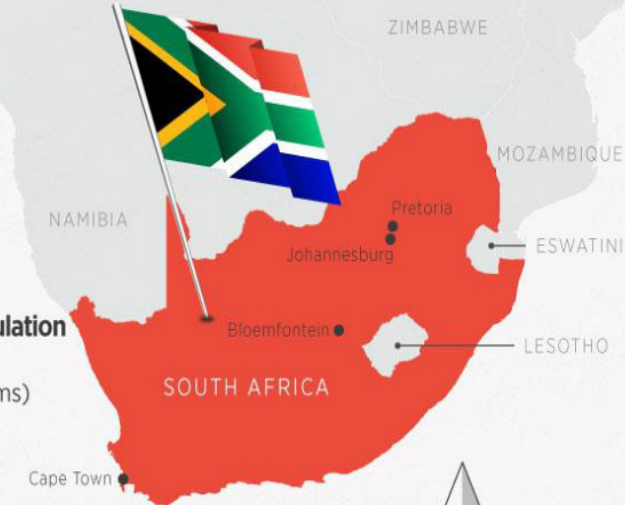 ZIMBABWE
MOZAMBIQUE
Pretoria
NAMIBIA
Johannesburg
ESWATINI
ulation
Bloemfontein
LESOTHO
SOUTH AFRICA
ms)
Cape Town